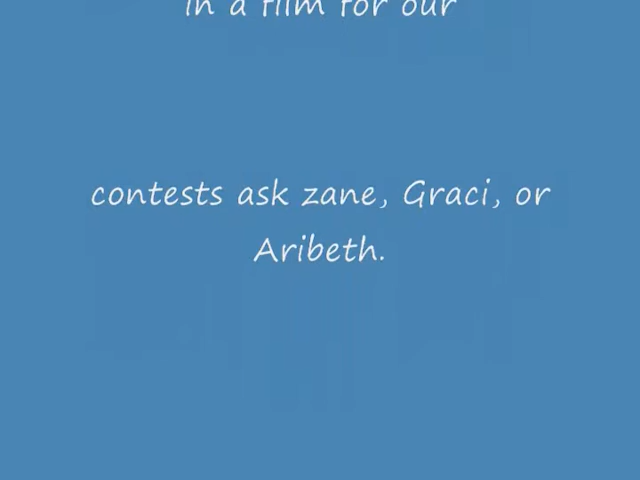 in a film for our
contests ask zane, Graci, or
Aribeth.